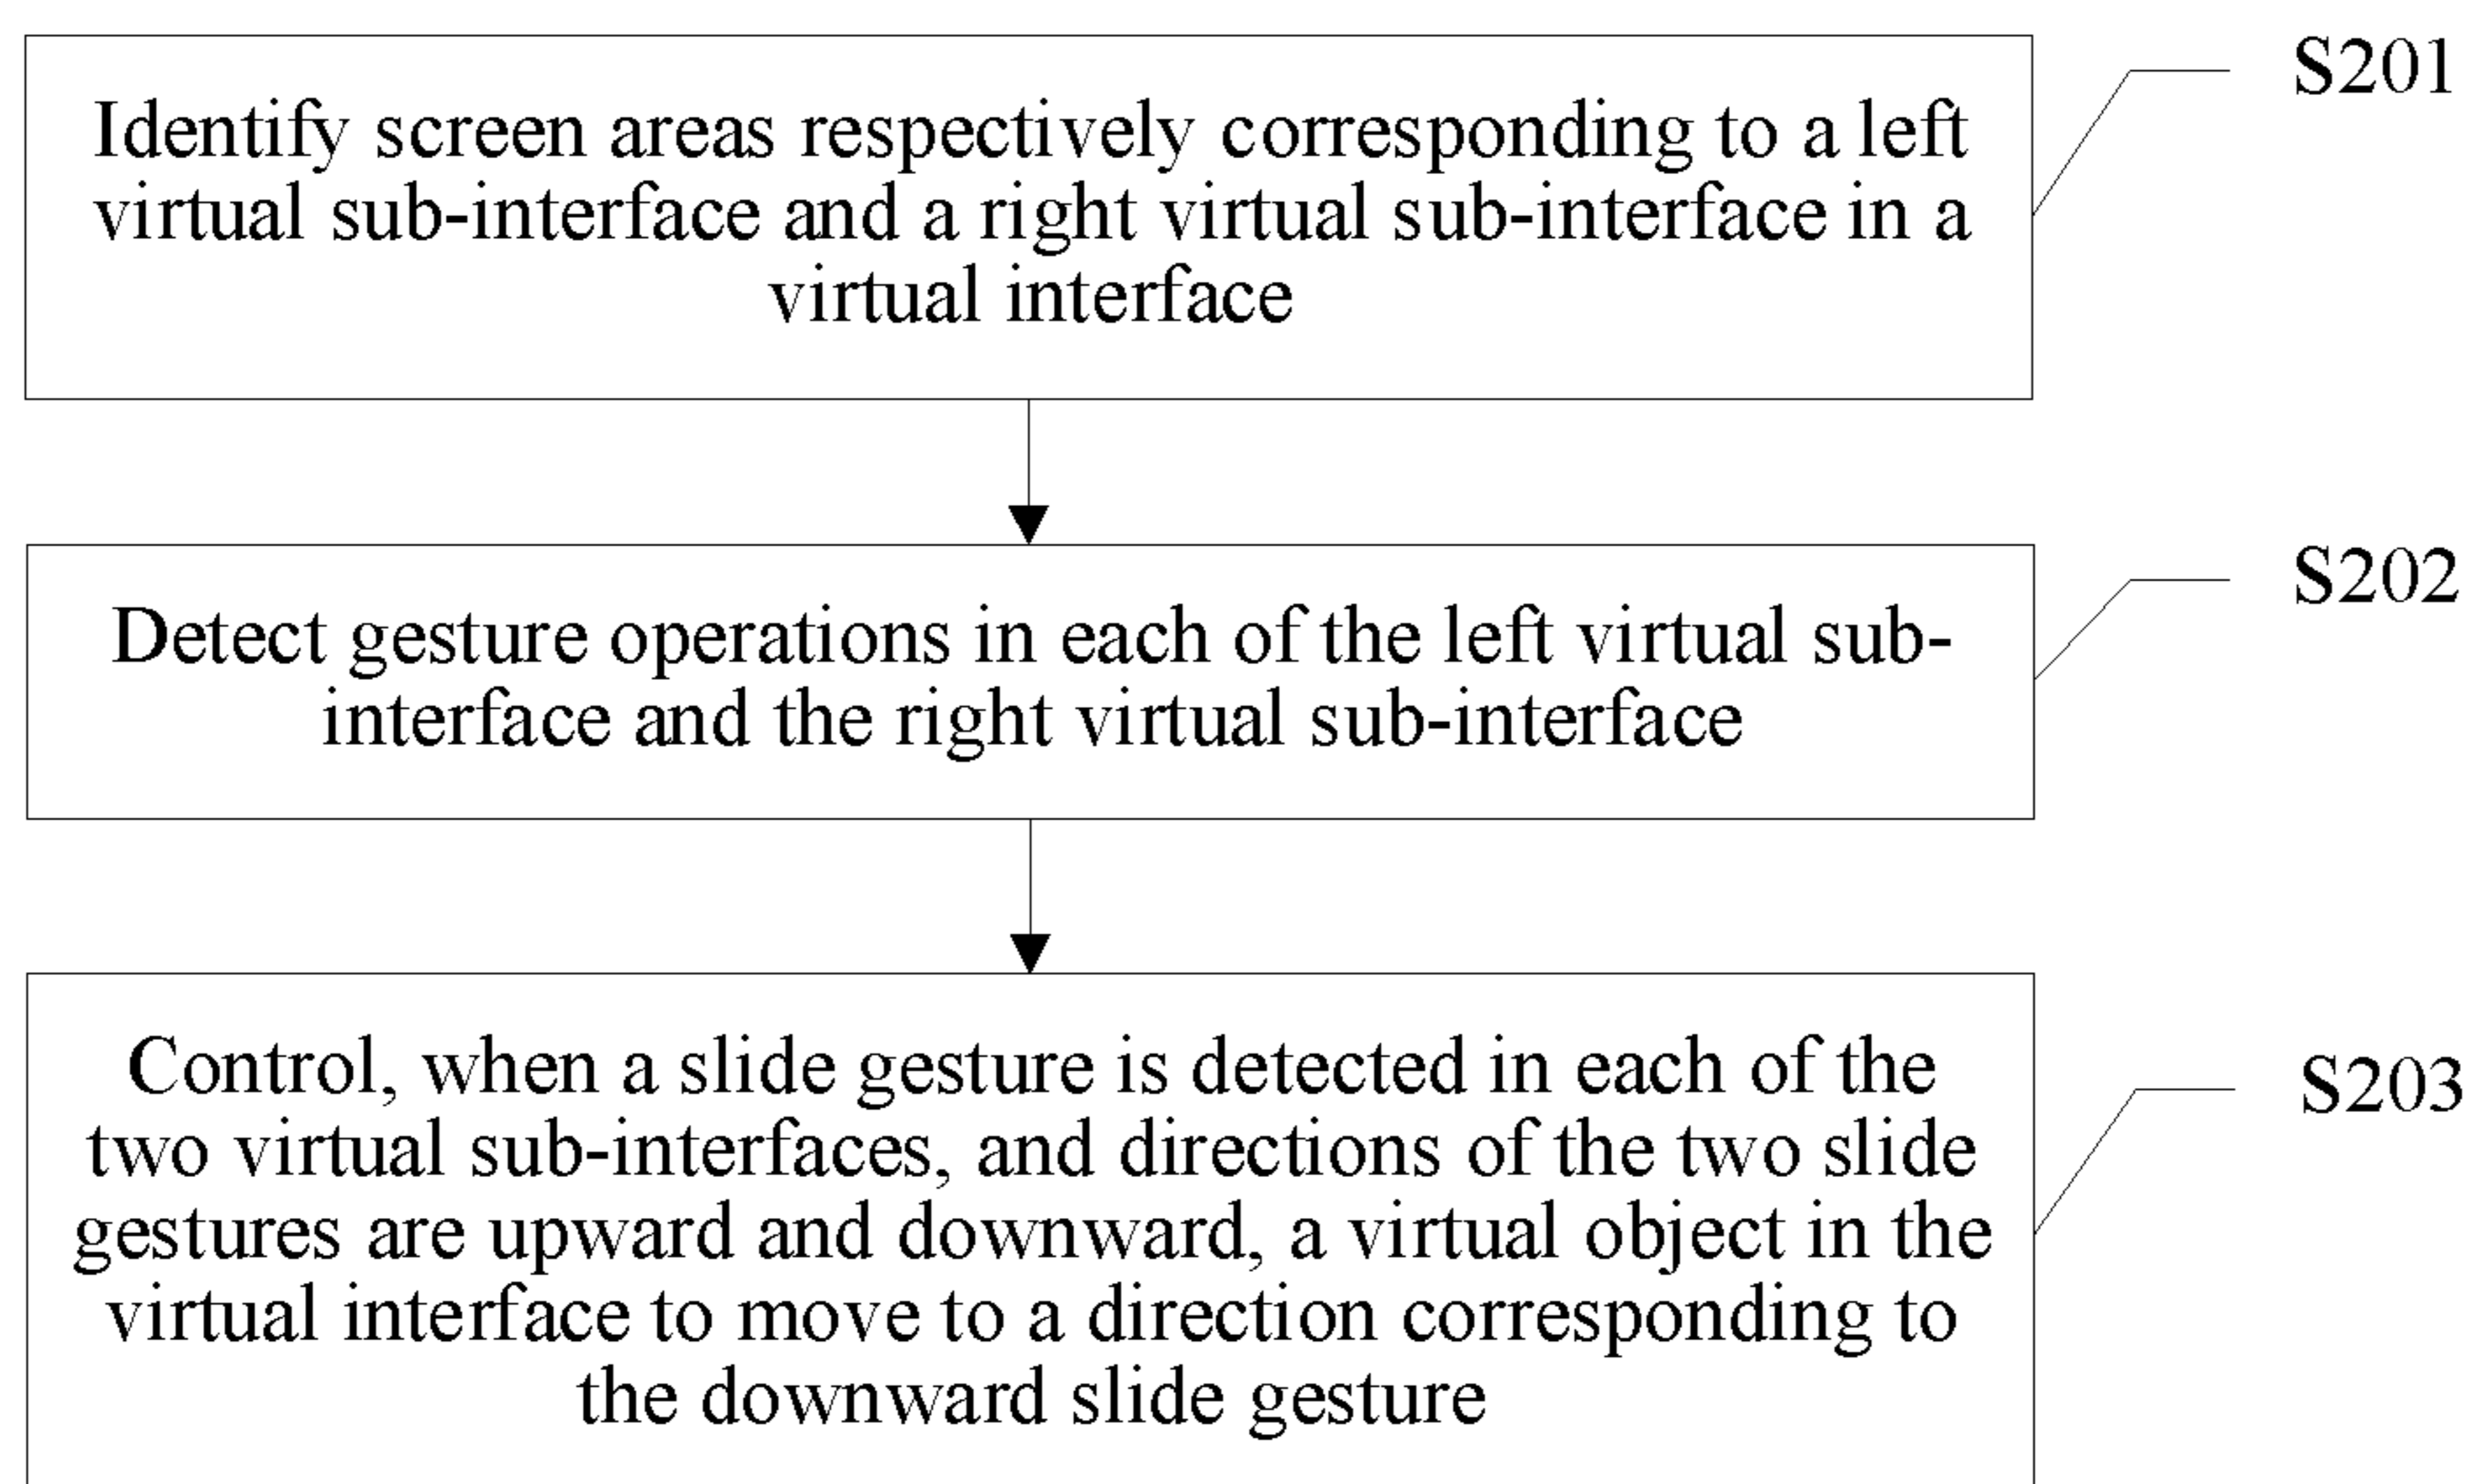 Identify screen areas respectively corresponding to a left
virtual sub-interface and a right virtual sub-interface in a
virtual interface
S201
Detect gesture operations in each of the left virtual sub-
interface and the right virtual sub-interface
S202
Control, when a slide gesture is detected in each of the
two virtual sub-interfaces, and directions of the two slide
gestures are upward and downward, a virtual object in the
virtual interface to move to a direction corresponding to
the downward slide gesture
S203